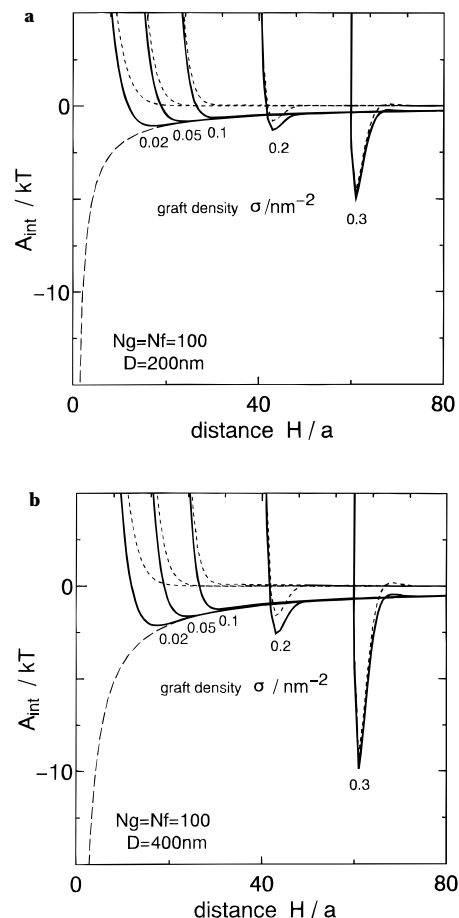 a
0
−10
A_int / kT
0.02
0.05
0.1
0.2
0.3
graft density σ /nm⁻²
Ng=Nf=100
D=200nm
0
40
80
distance H / a
b
0
−10
A_int / kT
0.02
0.05
0.1
0.2
0.3
graft density σ / nm⁻²
Ng=Nf=100
D=400nm
0
40
80
distance H / a